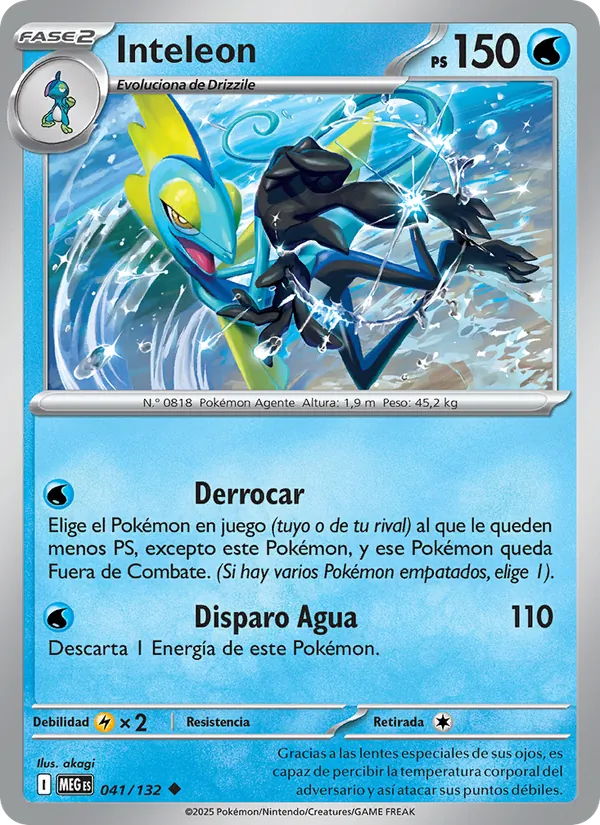 FASE 2
Inteleon
PS 150
Evoluciona de Drizzile
N.º 0818 Pokémon Agente Altura: 1,9 m Peso: 45,2 kg
Derrocar
Elige el Pokémon en juego (tuyo o de tu rival) al que le queden
menos PS, excepto este Pokémon, y ese Pokémon queda
Fuera de Combate. (Si hay varios Pokémon empatados, elige 1).
Disparo Agua 110
Descarta 1 Energía de este Pokémon.
Debilidad ×2 Resistencia Retirada
Ilus. akagi
I MEG ES 041/132
Gracias a las lentes especiales de sus ojos, es
capaz de percibir la temperatura corporal del
adversario y así atacar sus puntos débiles.
©2025 Pokémon/Nintendo/Creatures/GAME FREAK